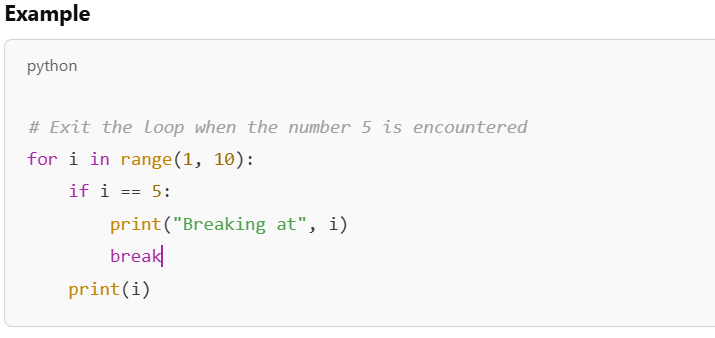 Example
python
# Exit the loop when the number 5 is encountered
for i in range(1, 10):
    if i == 5:
        print("Breaking at", i)
        break
    print(i)